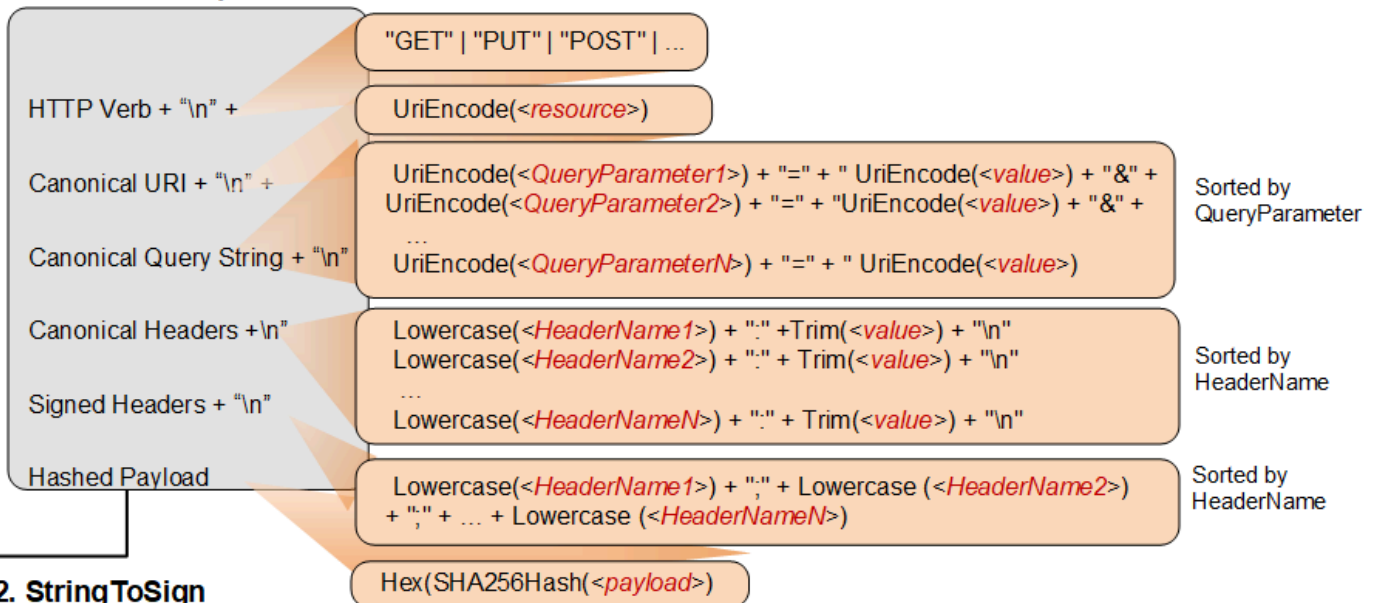 HTTP Verb + “\n” +
Canonical URI + “\n” +
Canonical Query String + “\n”
Canonical Headers +\n”
Signed Headers + “\n”
Hashed Payload
"GET" | "PUT" | "POST" | ...
UriEncode(<resource>)
UriEncode(<QueryParameter1>) + "=" + " UriEncode(<value>) + "&" +
UriEncode(<QueryParameter2>) + "=" + "UriEncode(<value>) + "&" +
...
UriEncode(<QueryParameterN>) + "=" + " UriEncode(<value>)
Sorted by
QueryParameter
Lowercase(<HeaderName1>) + ":" +Trim(<value>) + "\n"
Lowercase(<HeaderName2>) + ":" + Trim(<value>) + "\n"
...
Lowercase(<HeaderNameN>) + ":" + Trim(<value>) + "\n"
Sorted by
HeaderName
Lowercase(<HeaderName1>) + ";" + Lowercase (<HeaderName2>)
+ ";" + ... + Lowercase (<HeaderNameN>)
Sorted by
HeaderName
Hex(SHA256Hash(<payload>)
2. StringToSign